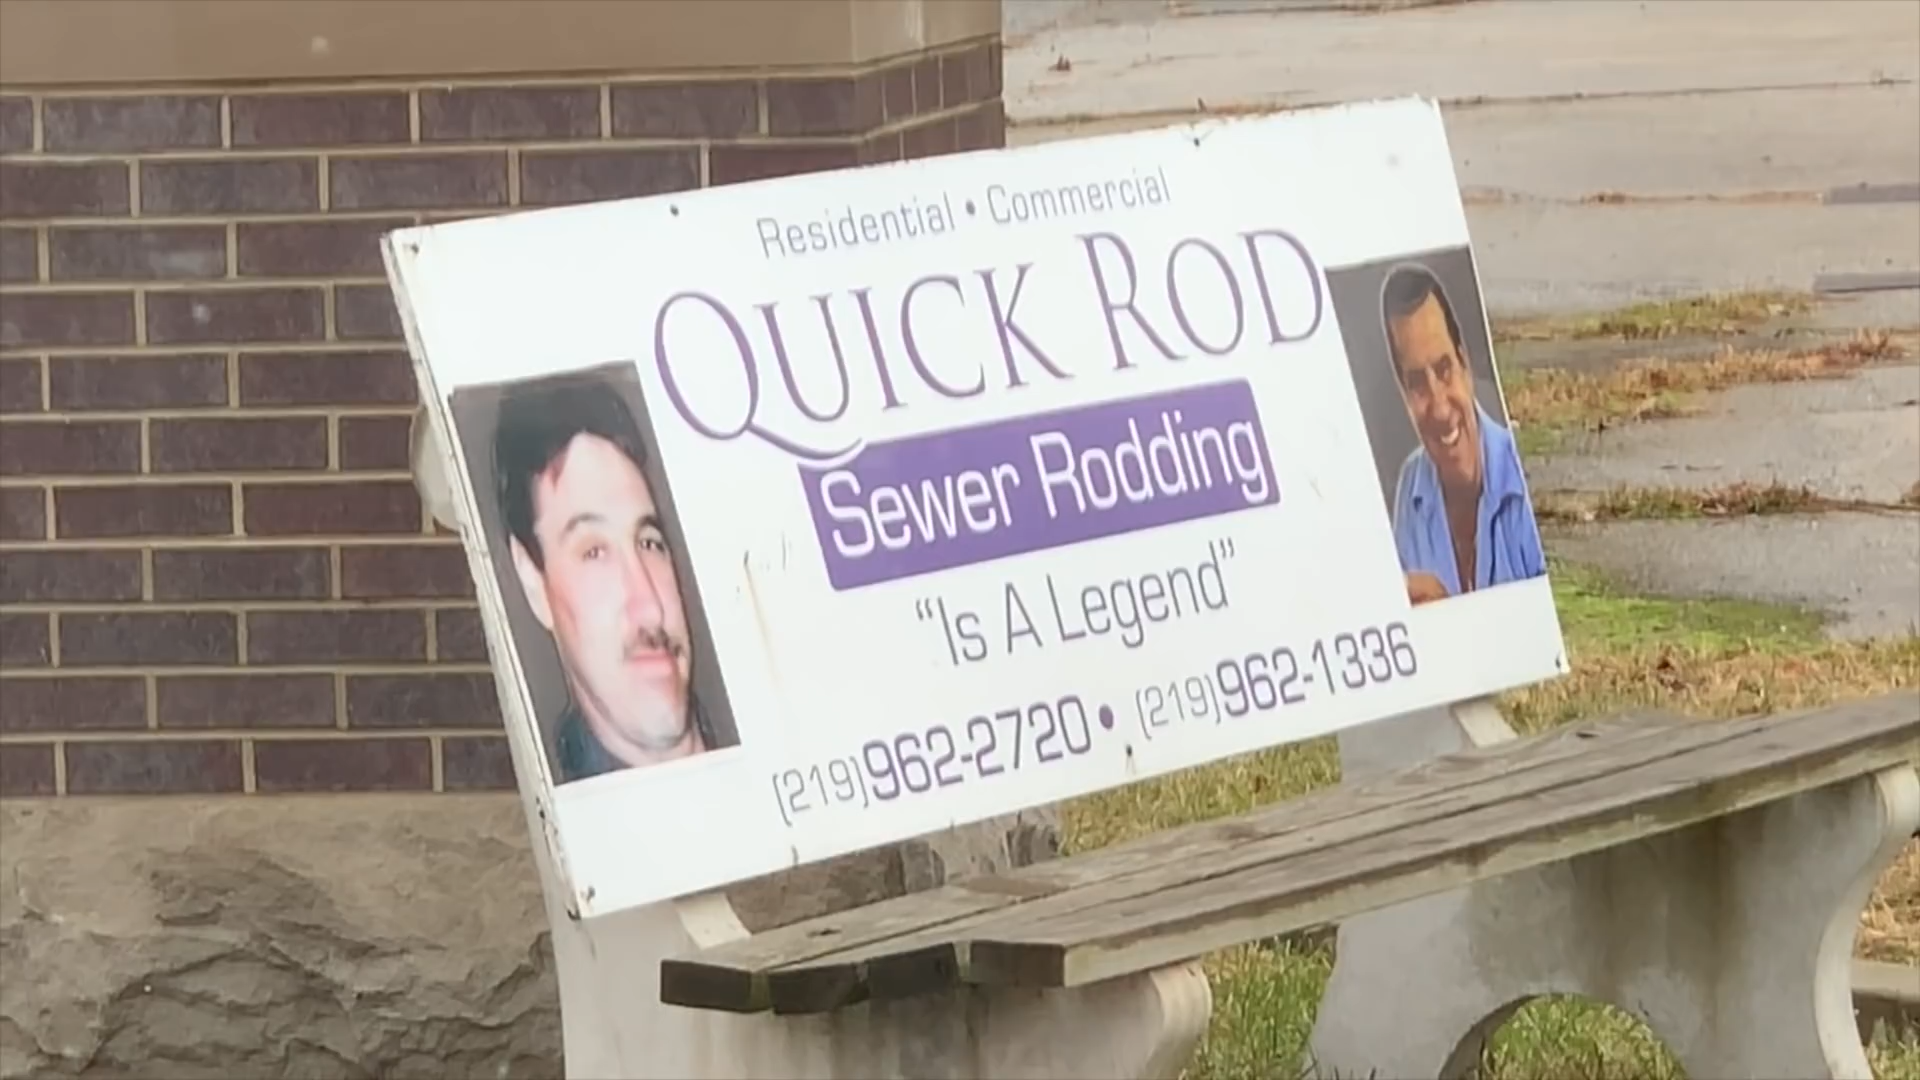 Residential • Commercial
QUICK ROD
Sewer Rodding
“Is A Legend”
(219)962-2720 • (219)962-1336